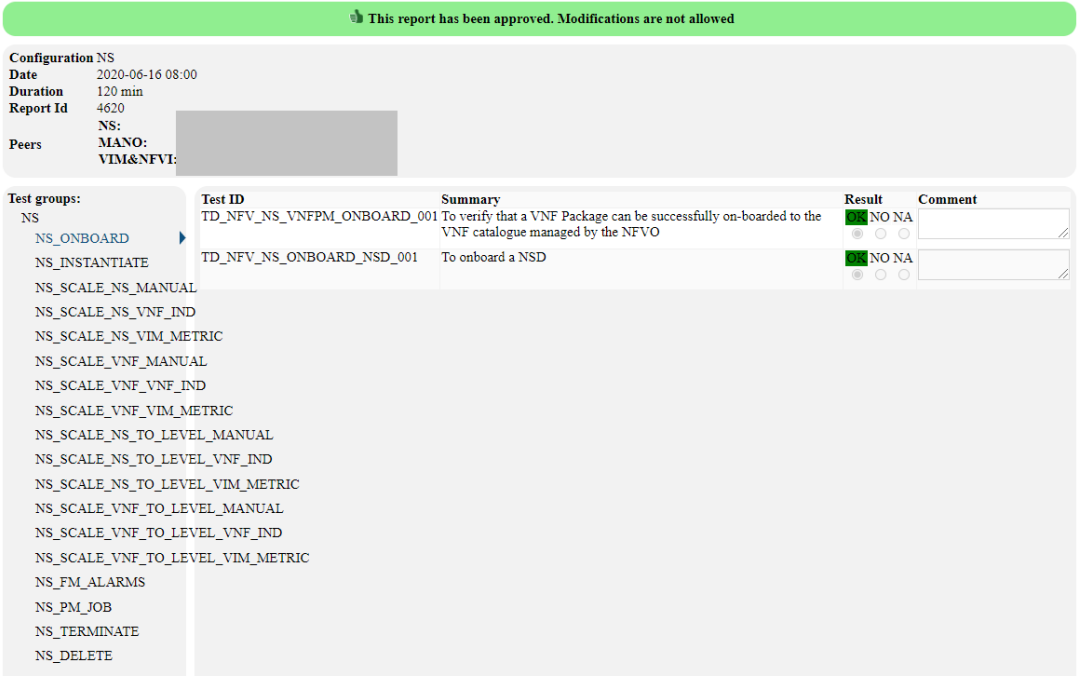 This report has been approved. Modifications are not allowed
Configuration NS
Date 2020-06-16 08:00
Duration 120 min
Report Id 4620
Peers
NS:
MANO:
VIM&NFVI:
Test groups:
NS
NS_ONBOARD
NS_INSTANTIATE
NS_SCALE_NS_MANUAL
NS_SCALE_NS_VNF_IND
NS_SCALE_NS_VIM_METRIC
NS_SCALE_VNF_MANUAL
NS_SCALE_VNF_VNF_IND
NS_SCALE_VNF_VIM_METRIC
NS_SCALE_NS_TO_LEVEL_MANUAL
NS_SCALE_NS_TO_LEVEL_VNF_IND
NS_SCALE_NS_TO_LEVEL_VIM_METRIC
NS_SCALE_VNF_TO_LEVEL_MANUAL
NS_SCALE_VNF_TO_LEVEL_VNF_IND
NS_SCALE_VNF_TO_LEVEL_VIM_METRIC
NS_FM_ALARMS
NS_PM_JOB
NS_TERMINATE
NS_DELETE
Test ID Summary Result Comment
TD_NFV_NS_VNFPM_ONBOARD_001 To verify that a VNF Package can be successfully on-boarded to the OK NO NA
VNF catalogue managed by the NFVO
TD_NFV_NS_ONBOARD_NSD_001 To onboard a NSD OK NO NA